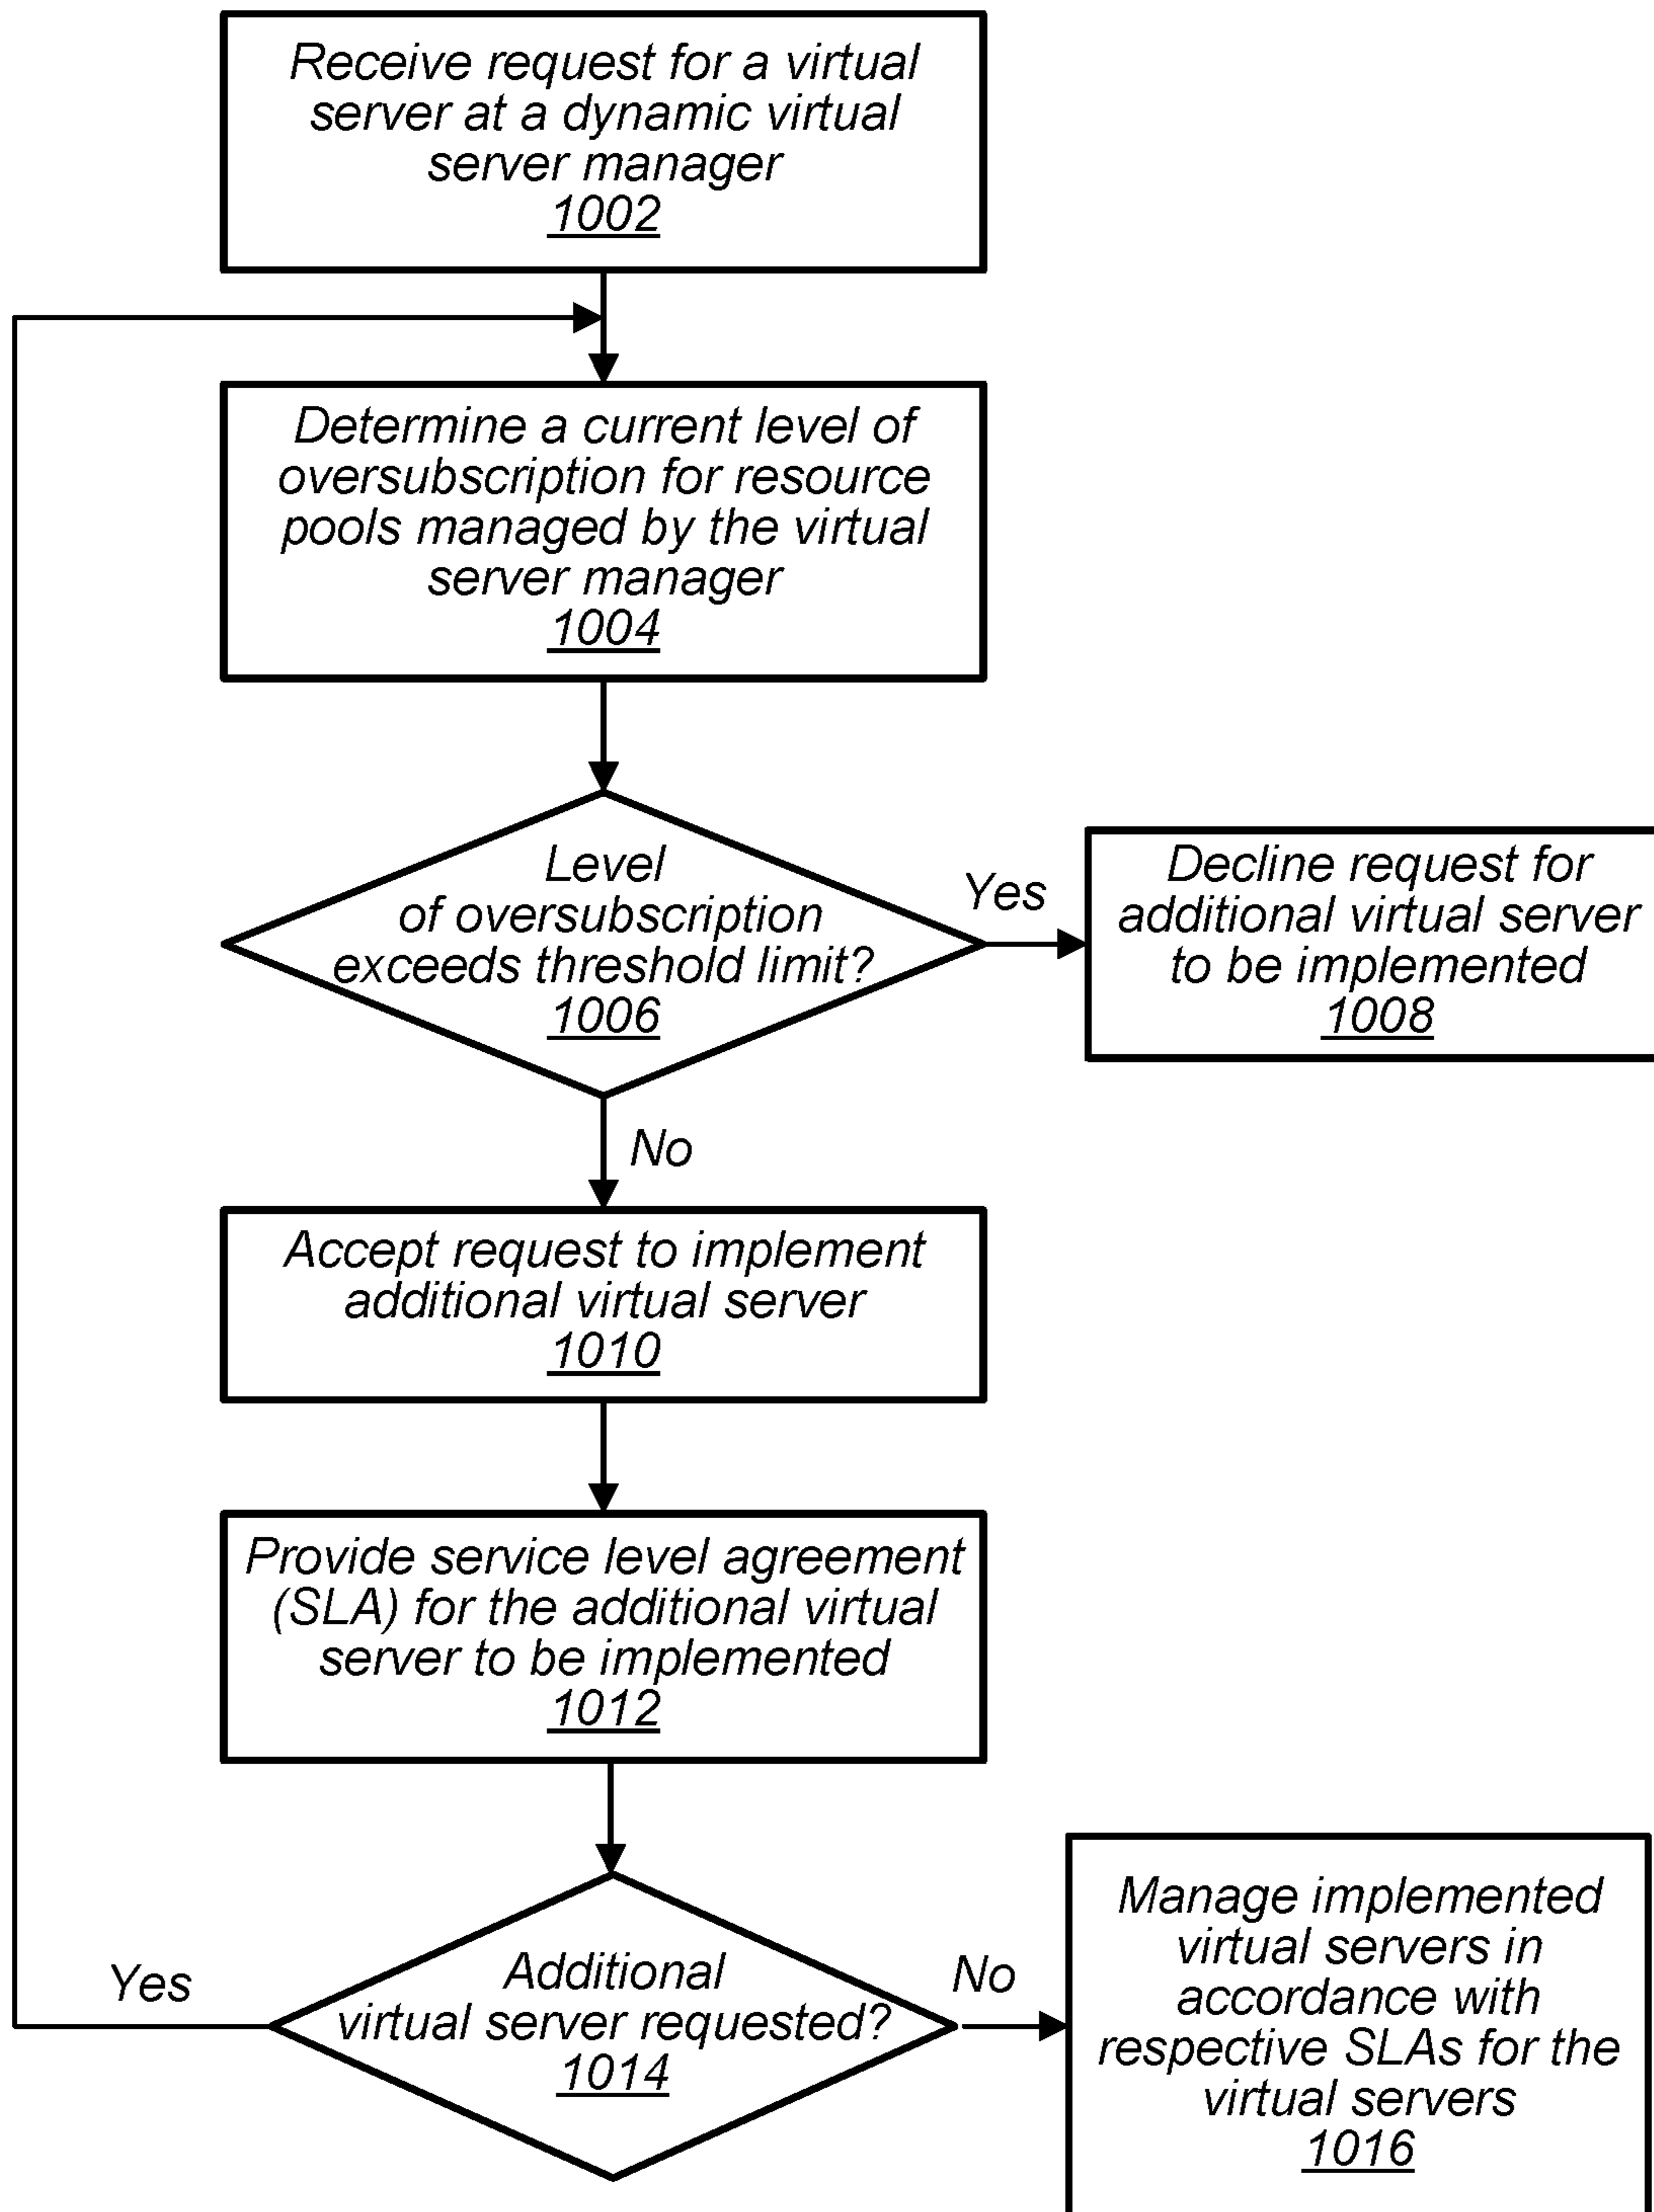 Receive request for a virtual
server at a dynamic virtual
server manager
1002
Determine a current level of
oversubscription for resource
pools managed by the virtual
server manager
1004
Level
of oversubscription
exceeds threshold limit?
1006
Yes
Decline request for
additional virtual server
to be implemented
1008
No
Accept request to implement
additional virtual server
1010
Provide service level agreement
(SLA) for the additional virtual
server to be implemented
1012
Additional
virtual server requested?
1014
Yes
No
Manage implemented
virtual servers in
accordance with
respective SLAs for the
virtual servers
1016